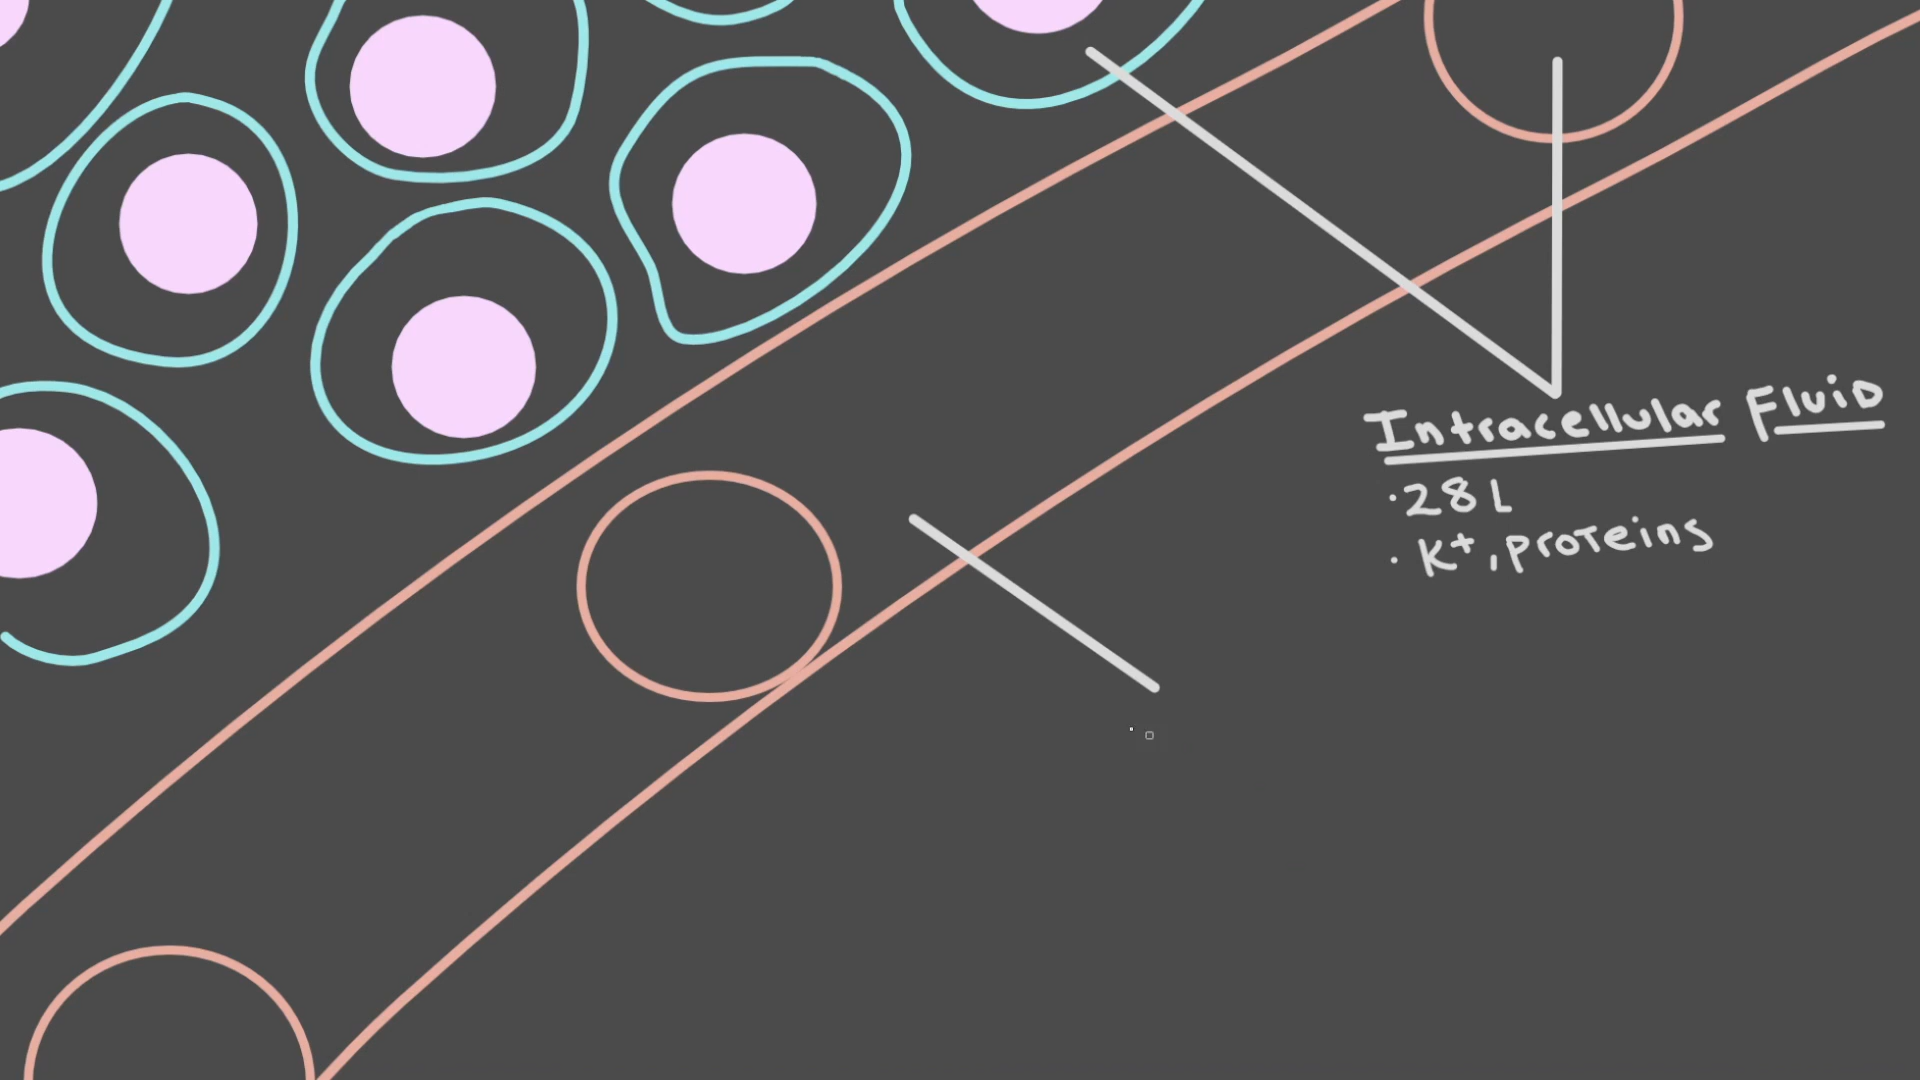 Intracellular Fluid
· 28 L
· K+, proteins